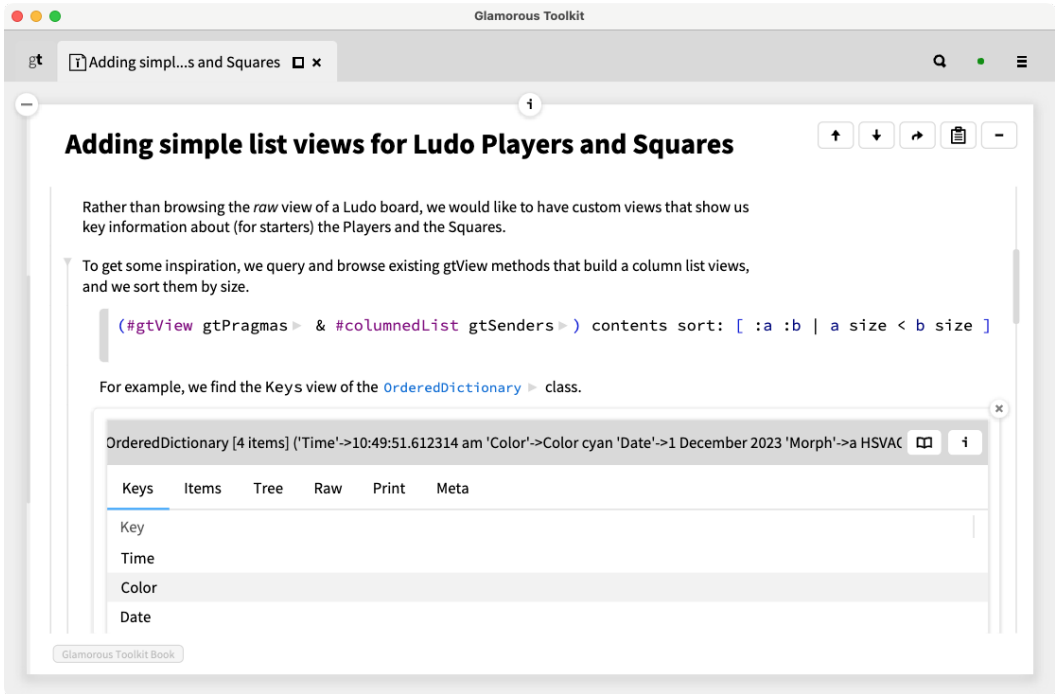 Glamorous Toolkit
gt
Adding simpl...s and Squares
Adding simple list views for Ludo Players and Squares
Rather than browsing the raw view of a Ludo board, we would like to have custom views that show us
key information about (for starters) the Players and the Squares.
To get some inspiration, we query and browse existing gtView methods that build a column list views,
and we sort them by size.
(#gtView gtPragmas & #columnedList gtSenders ) contents sort: [ :a :b | a size < b size ]
For example, we find the Keys view of the OrderedDictionary class.
OrderedDictionary [4 items] ('Time'->10:49:51.612314 am 'Color'->Color cyan 'Date'->1 December 2023 'Morph'->a HSVAC
Keys Items Tree Raw Print Meta
Key
Time
Color
Date
Glamorous Toolkit Book